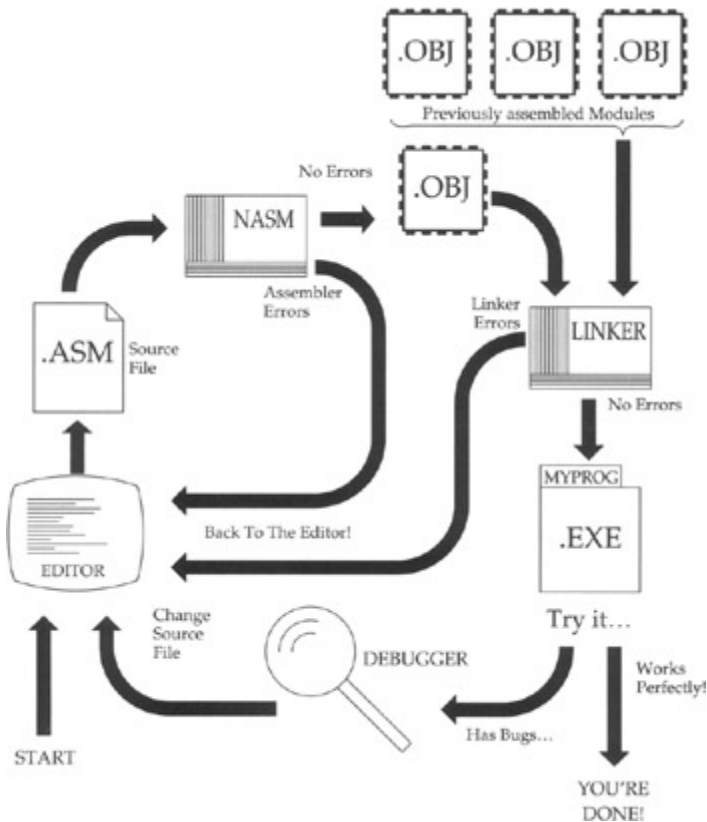 .OBJ
.OBJ
.OBJ
Previously assembled Modules
No Errors
.OBJ
NASM
Assembler
Errors
Linker
Errors
LINKER
.ASM
Source
File
No Errors
MYPROG
.EXE
Back To The Editor!
EDITOR
Try it...
Change
Source
File
DEBUGGER
Works
Perfectly!
Has Bugs...
START
YOU'RE
DONE!